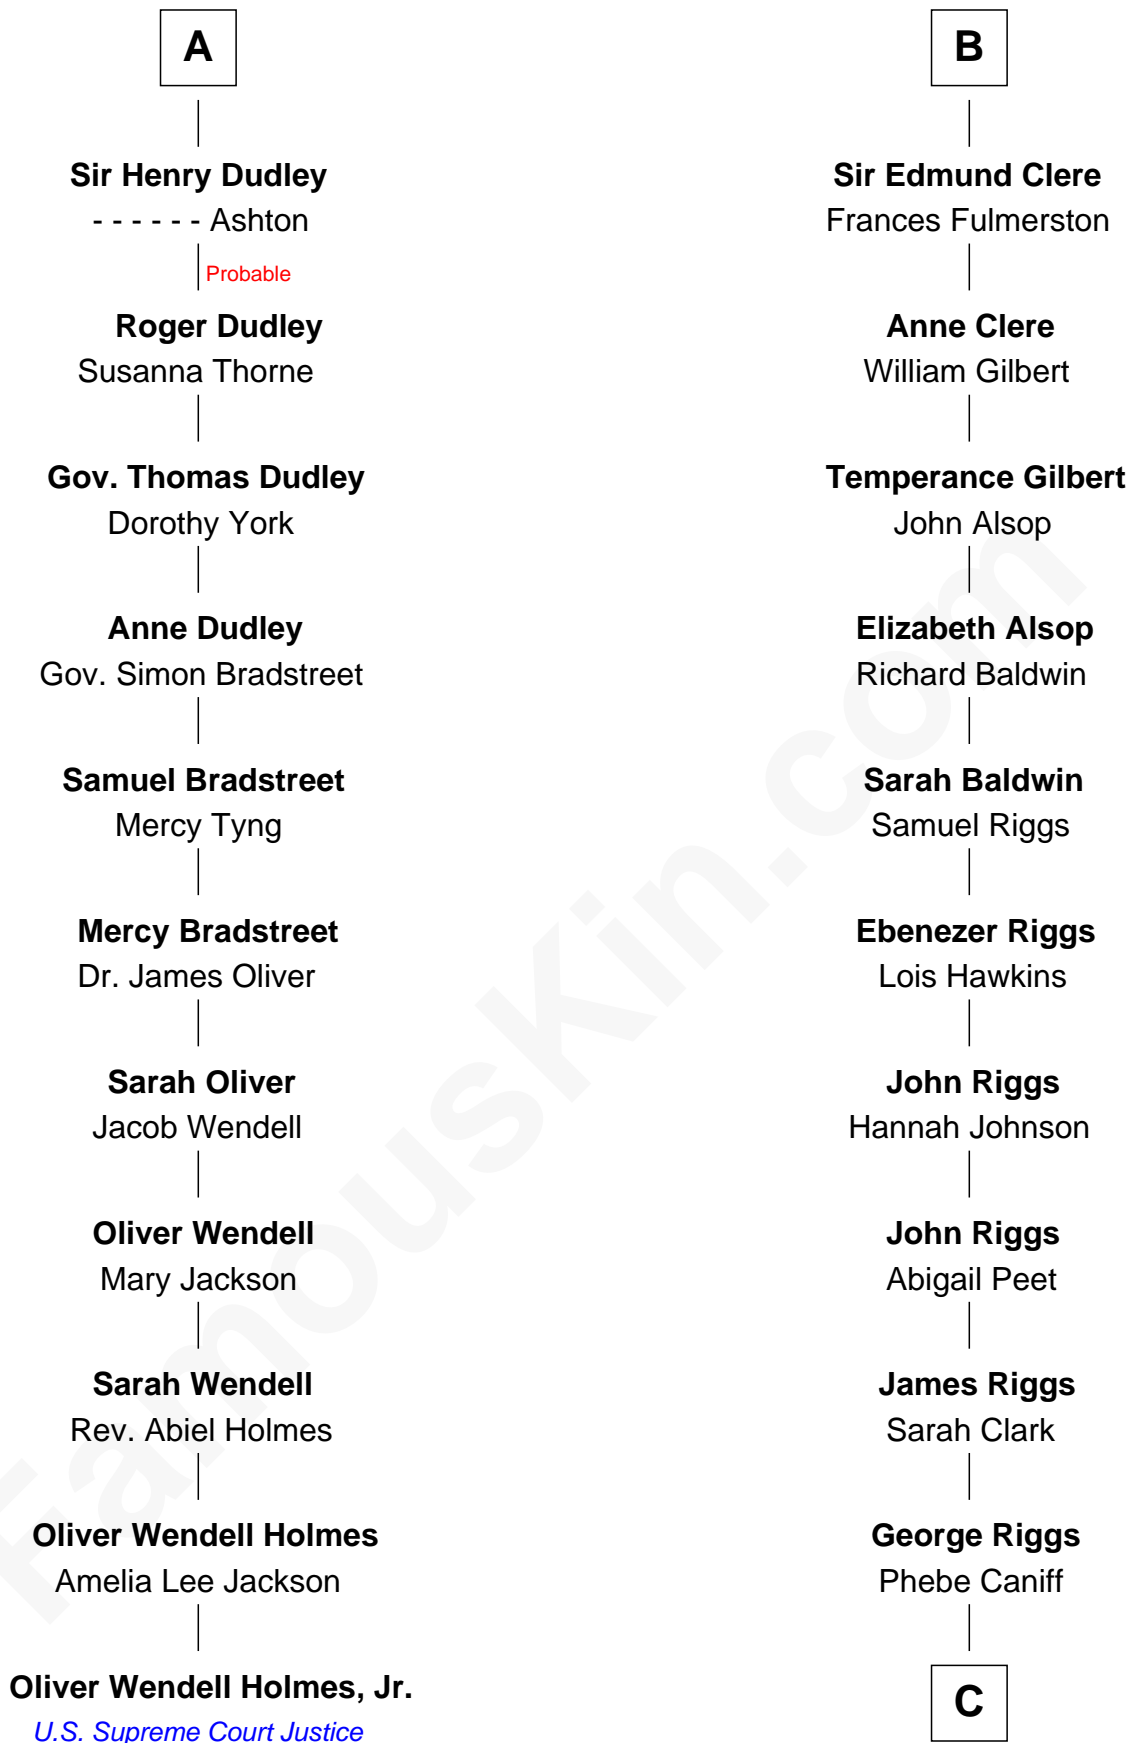 A
Sir Henry Dudley
- - - - - - Ashton
Probable
Roger Dudley
Susanna Thorne
Gov. Thomas Dudley
Dorothy York
Anne Dudley
Gov. Simon Bradstreet
Samuel Bradstreet
Mercy Tyng
Mercy Bradstreet
Dr. James Oliver
Sarah Oliver
Jacob Wendell
Oliver Wendell
Mary Jackson
Sarah Wendell
Rev. Abiel Holmes
Oliver Wendell Holmes
Amelia Lee Jackson
Oliver Wendell Holmes, Jr.
U.S. Supreme Court Justice
B
Sir Edmund Clere
Frances Fulmerston
Anne Clere
William Gilbert
Temperance Gilbert
John Alsop
Elizabeth Alsop
Richard Baldwin
Sarah Baldwin
Samuel Riggs
Ebenezer Riggs
Lois Hawkins
John Riggs
Hannah Johnson
John Riggs
Abigail Peet
James Riggs
Sarah Clark
George Riggs
Phebe Caniff
C
FamousKin.com